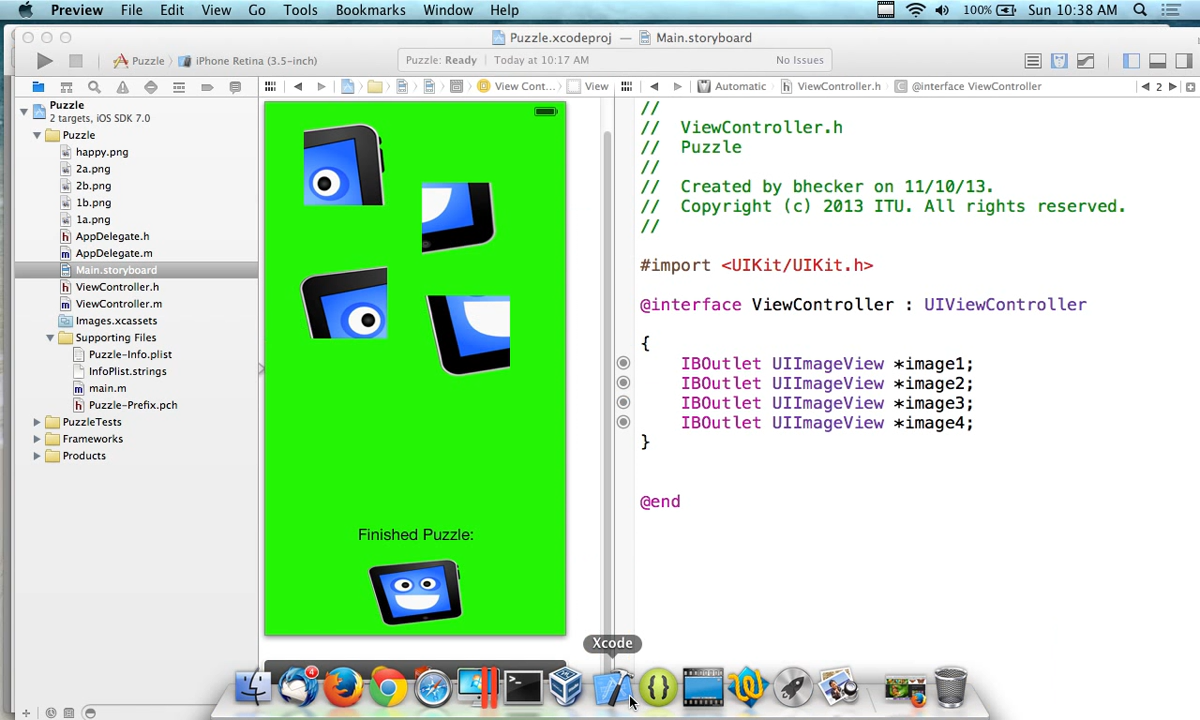 Preview File Edit View Go Tools Bookmarks Window Help 100% Sun 10:38 AM
Puzzle.xcodeproj — Main.storyboard
Puzzle iPhone Retina (3.5-inch) Puzzle: Ready Today at 10:17 AM No Issues
View Cont... View Automatic ViewController.h @interface ViewController 2
Puzzle
2 targets, iOS SDK 7.0
Puzzle
happy.png
2a.png
2b.png
1b.png
1a.png
AppDelegate.h
AppDelegate.m
Main.storyboard
ViewController.h
ViewController.m
Images.xcassets
Supporting Files
Puzzle-Info.plist
InfoPlist.strings
main.m
Puzzle-Prefix.pch
PuzzleTests
Frameworks
Products
Finished Puzzle:
//
// ViewController.h
// Puzzle
//
// Created by bhecker on 11/10/13.
// Copyright (c) 2013 ITU. All rights reserved.
//
#import <UIKit/UIKit.h>
@interface ViewController : UIViewController
{
IBOutlet UIImageView *image1;
IBOutlet UIImageView *image2;
IBOutlet UIImageView *image3;
IBOutlet UIImageView *image4;
}
@end
Xcode
4